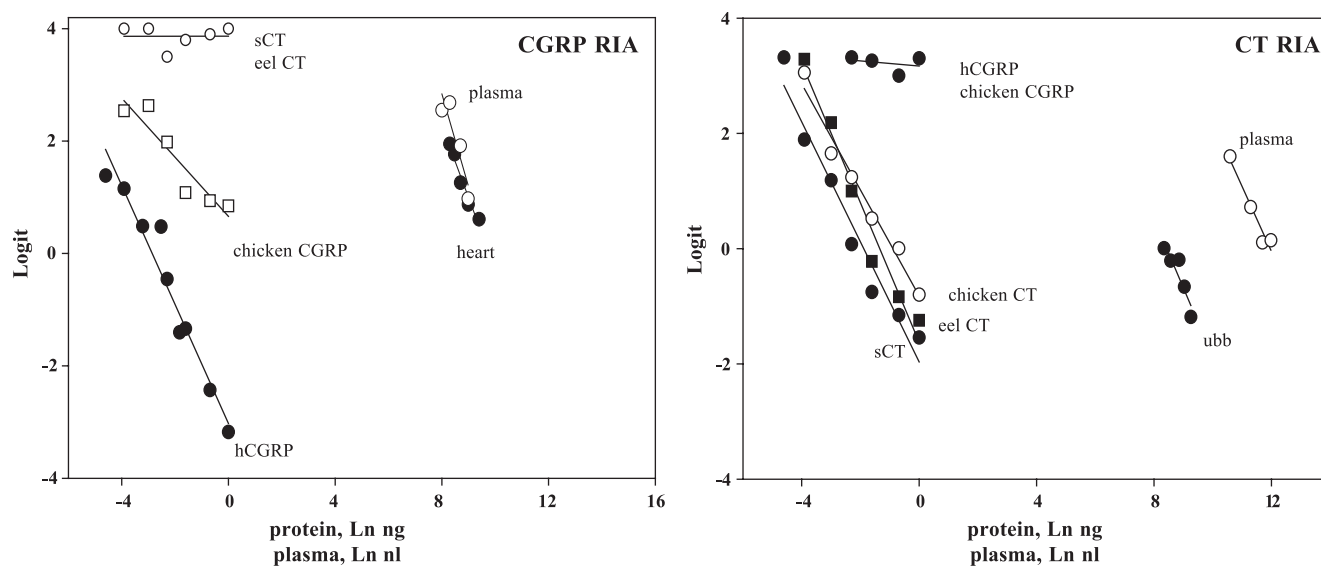 CGRP RIA
4
2
0
-2
-4
Logit
sCT
eel CT
plasma
chicken CGRP
heart
hCGRP
-4
0
4
8
12
16
protein, Ln ng
plasma, Ln nl
CT RIA
4
2
0
-2
-4
Logit
hCGRP
chicken CGRP
plasma
chicken CT
eel CT
sCT
ubb
-4
0
4
8
12
protein, Ln ng
plasma, Ln nl